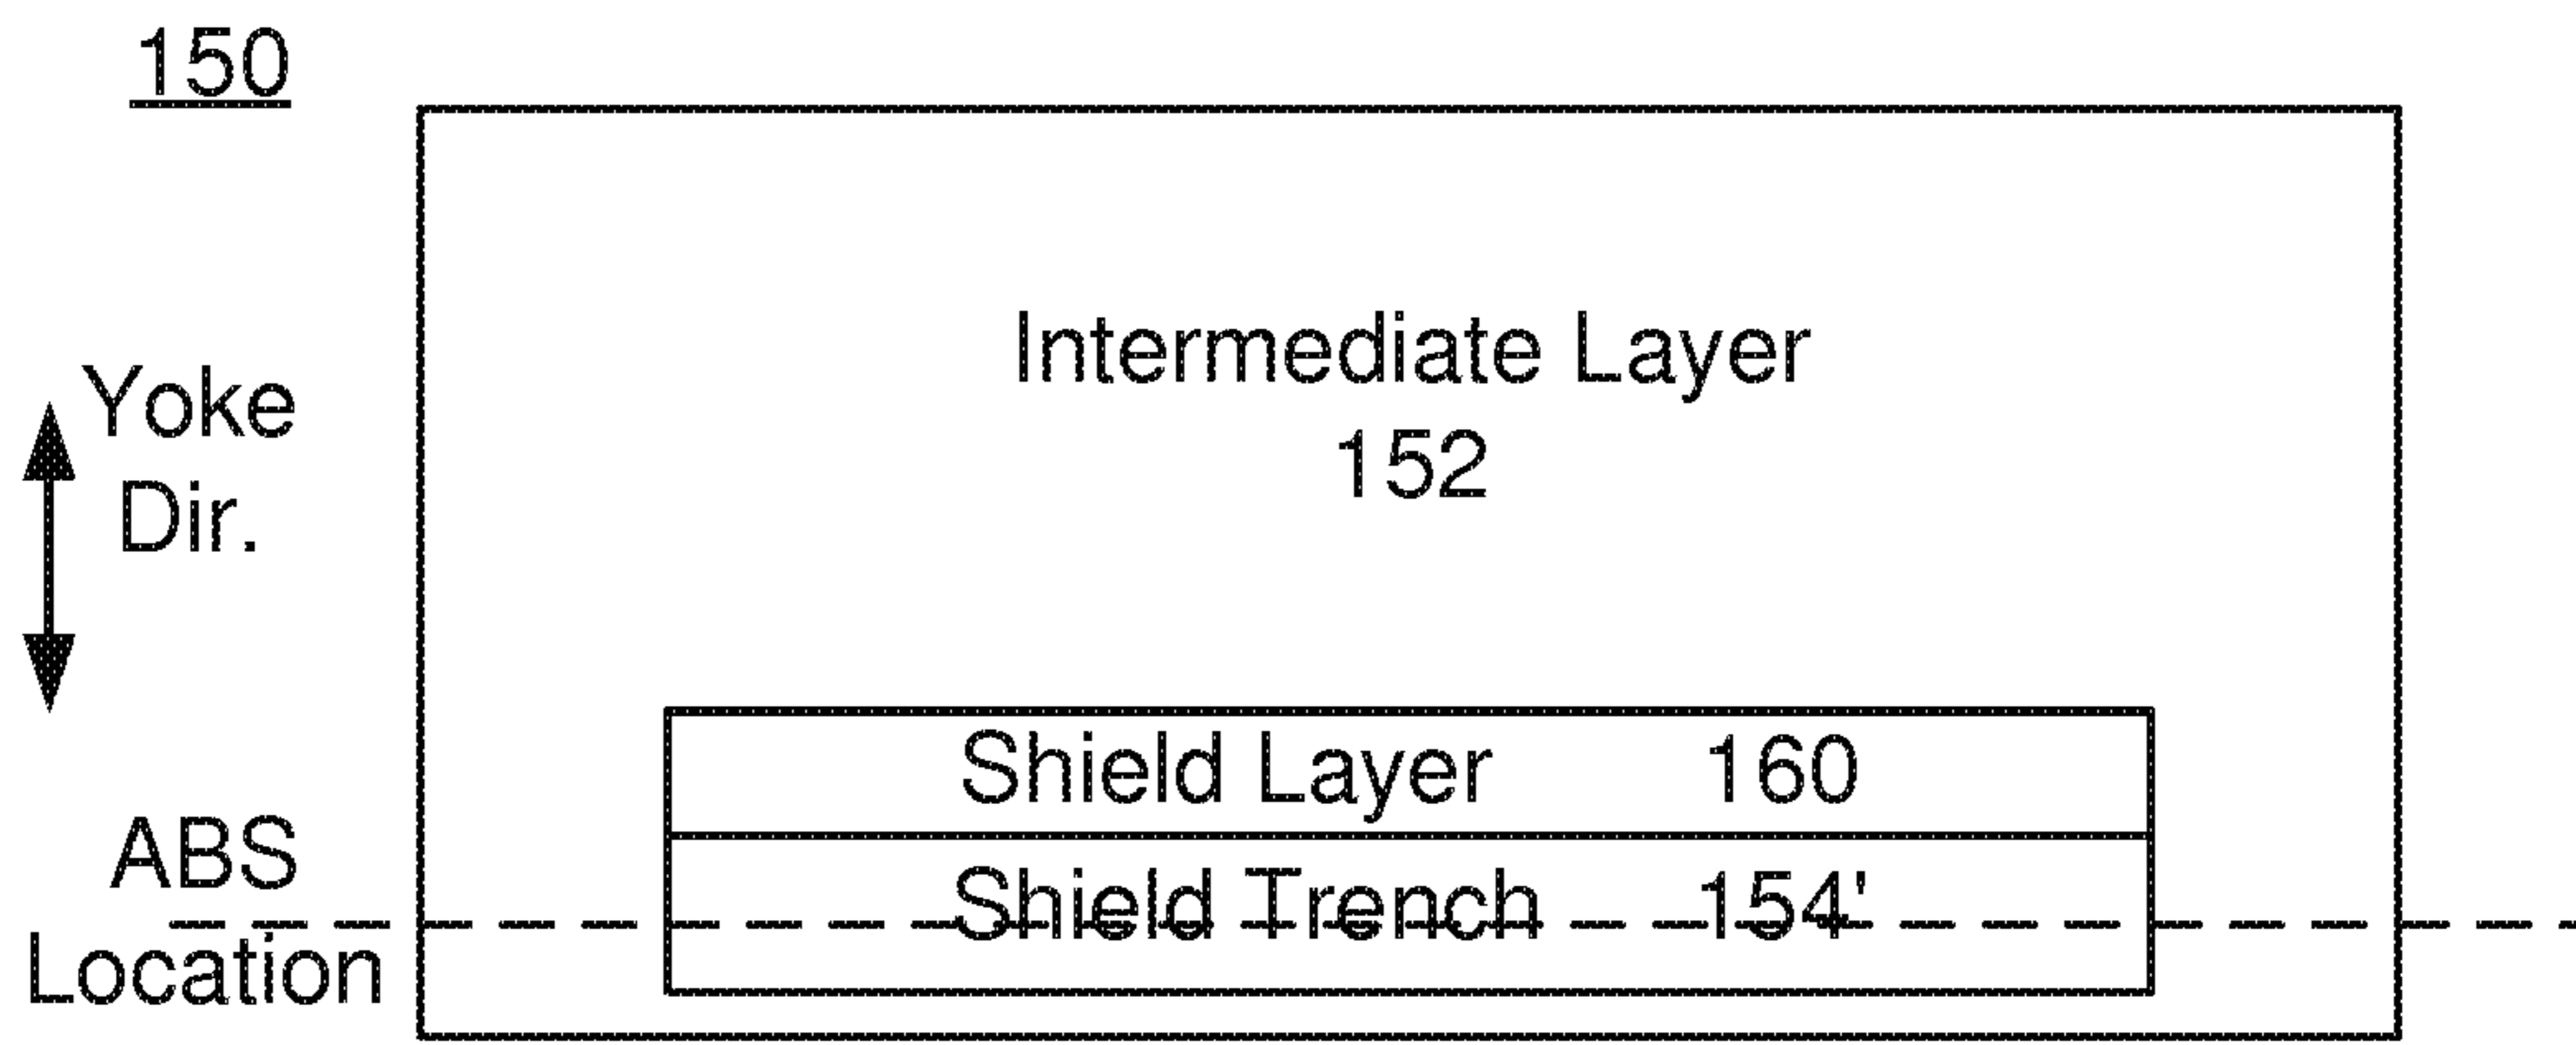 150
Intermediate Layer
152
Yoke
Dir.
Shield Layer 160
ABS
Location
Shield Trench 154'